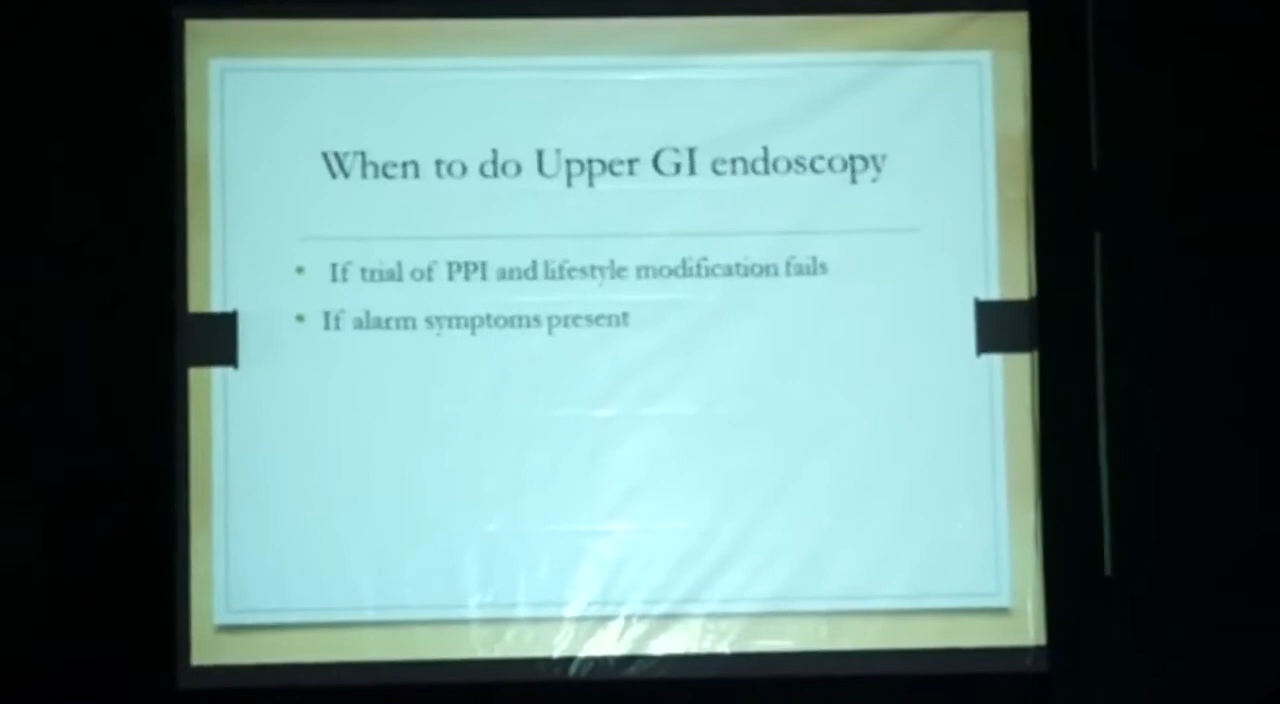 When to do Upper GI endoscopy
• If trial of PPI and lifestyle modification fails
• If alarm symptoms present